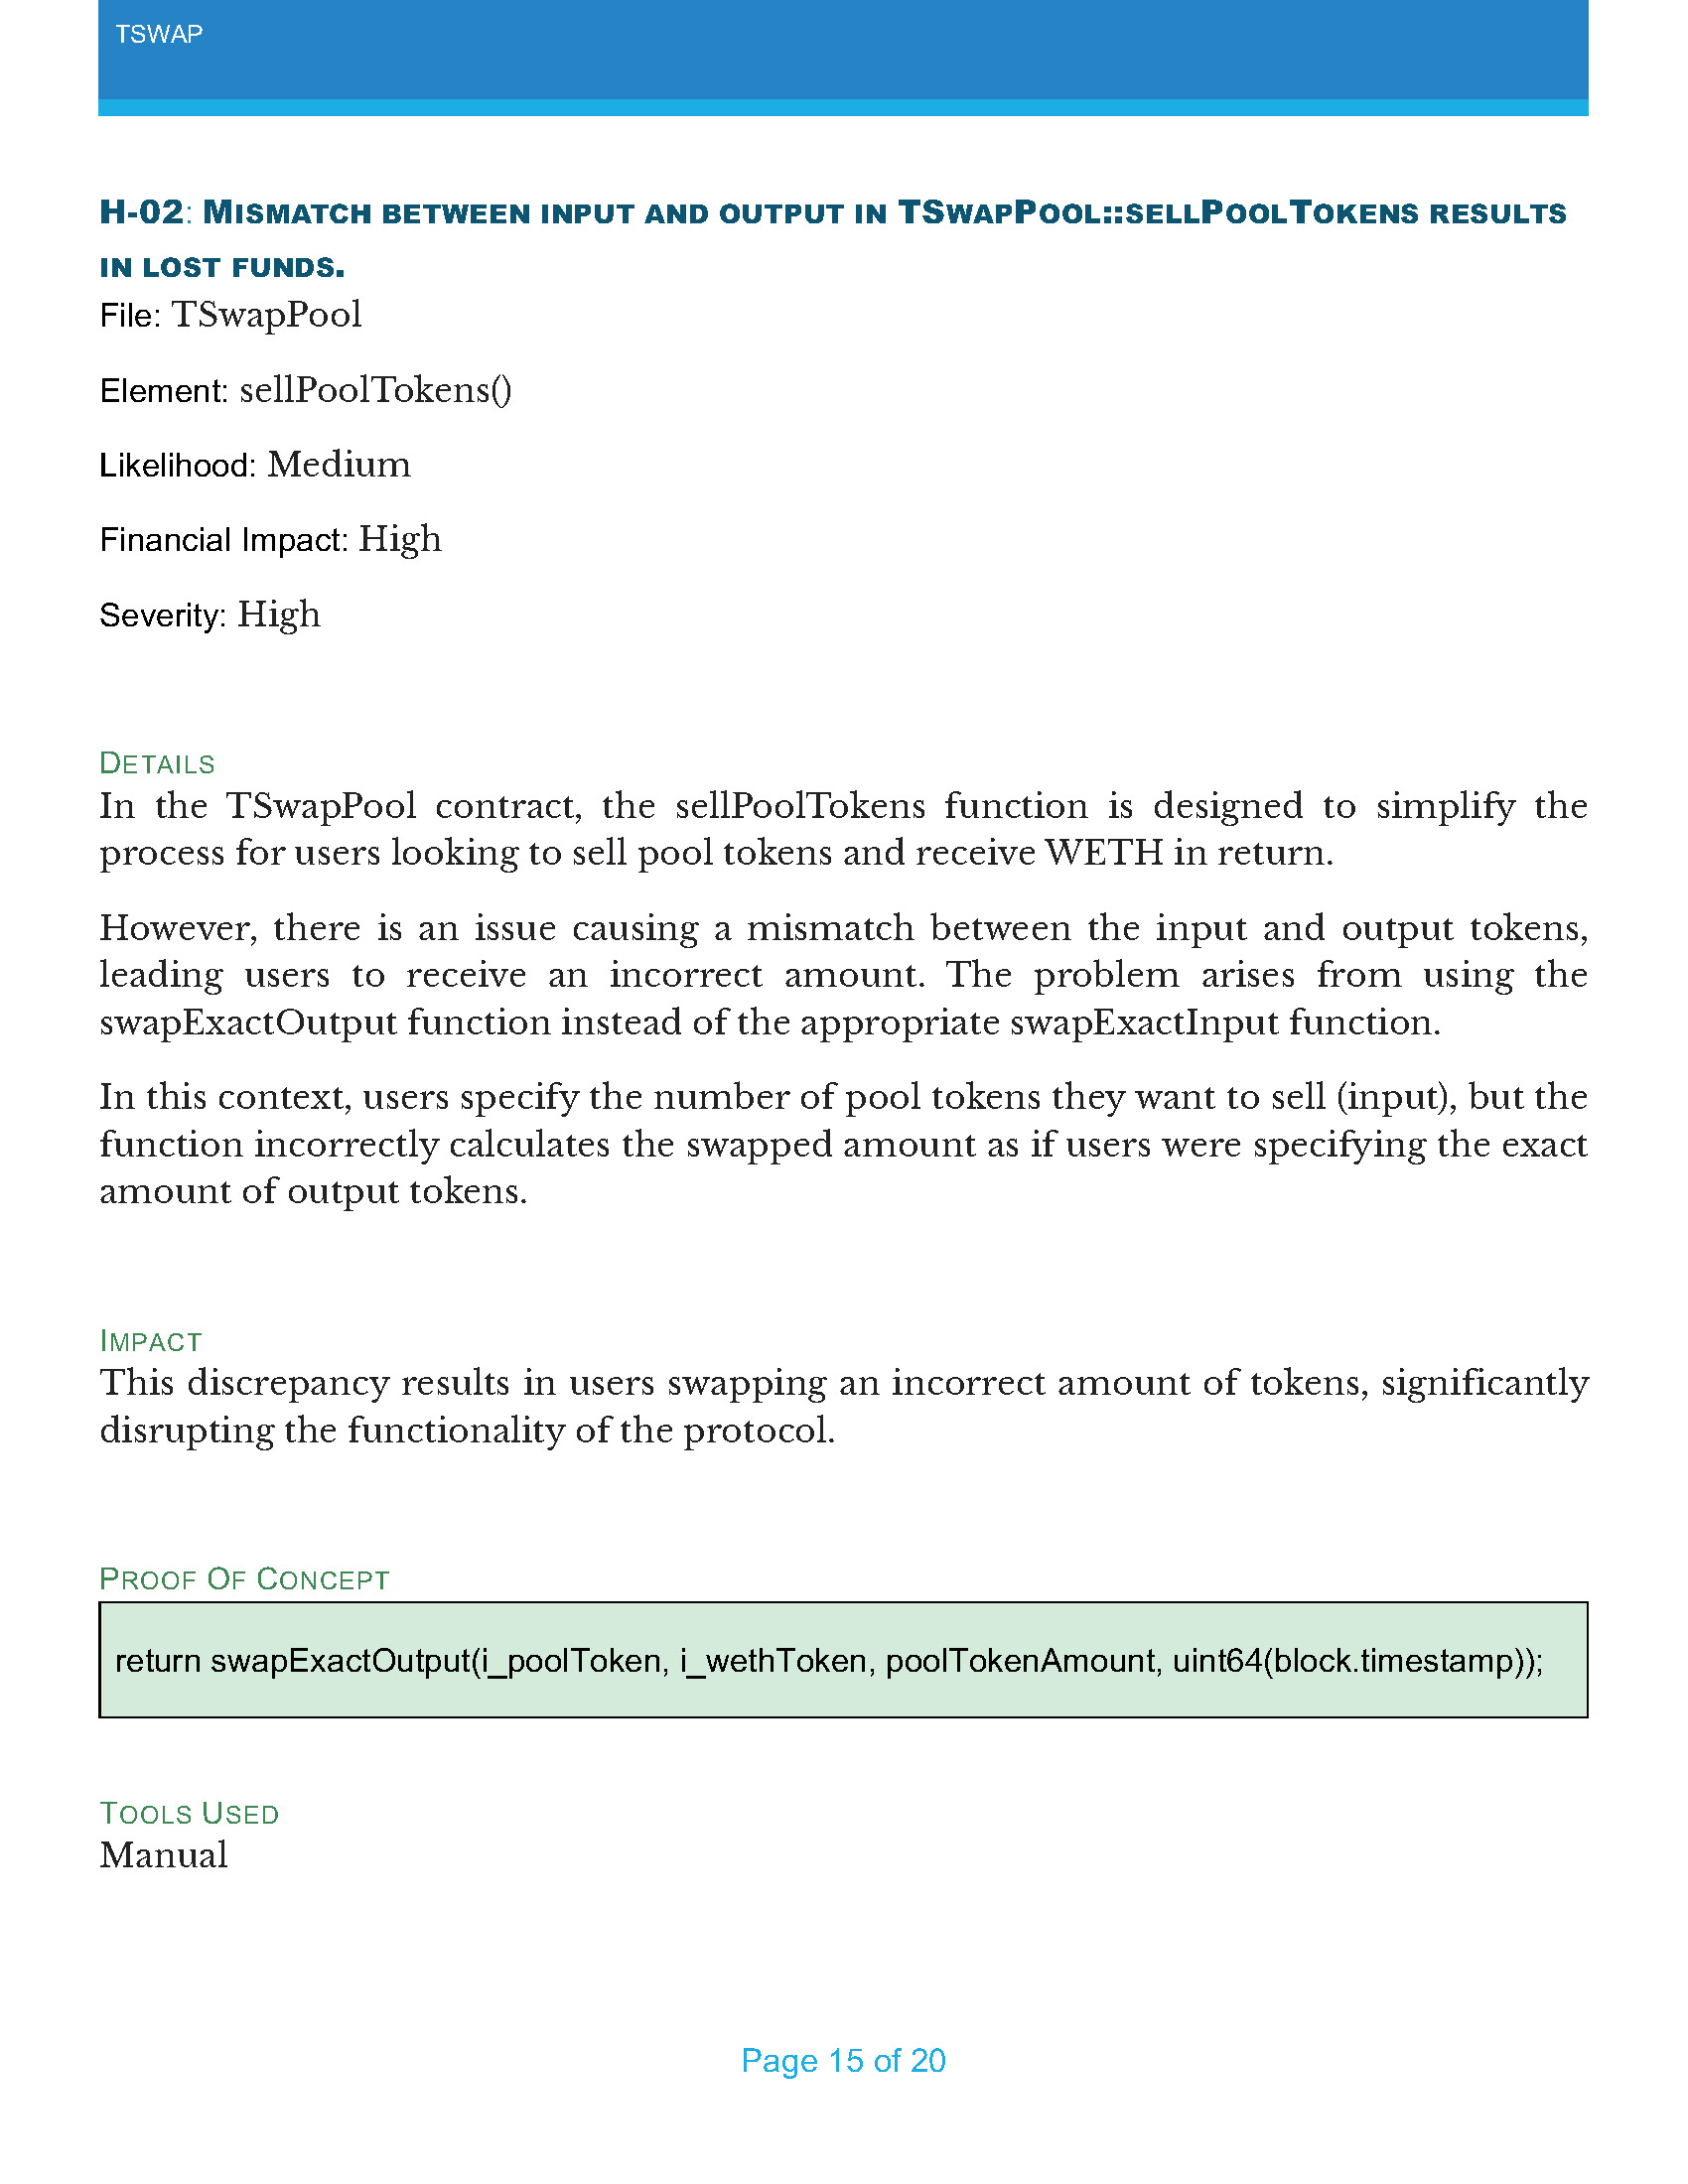 TSWAP
H-02: MISMATCH BETWEEN INPUT AND OUTPUT IN TSWAPPOOL::SELLPOOLTOKENS RESULTS
IN LOST FUNDS.
File: TSwapPool
Element: sellPoolTokens()
Likelihood: Medium
Financial Impact: High
Severity: High
DETAILS
In the TSwapPool contract, the sellPoolTokens function is designed to simplify the
process for users looking to sell pool tokens and receive WETH in return.
However, there is an issue causing a mismatch between the input and output tokens,
leading users to receive an incorrect amount. The problem arises from using the
swapExactOutput function instead of the appropriate swapExactInput function.
In this context, users specify the number of pool tokens they want to sell (input), but the
function incorrectly calculates the swapped amount as if users were specifying the exact
amount of output tokens.
IMPACT
This discrepancy results in users swapping an incorrect amount of tokens, significantly
disrupting the functionality of the protocol.
PROOF OF CONCEPT
return swapExactOutput(i_poolToken, i_wethToken, poolTokenAmount, uint64(block.timestamp));
TOOLS USED
Manual
Page 15 of 20